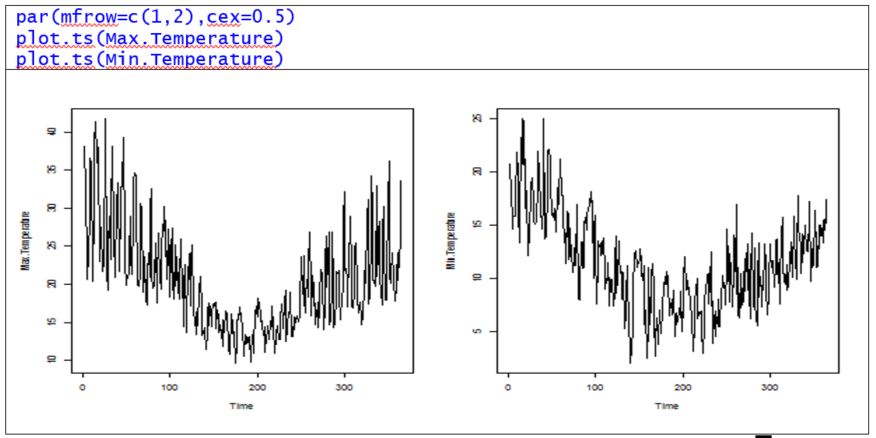 par(mfrow=c(1,2),cex=0.5)
plot.ts(Max.Temperature)
plot.ts(Min.Temperature)
Max.Temperature
40
35
30
25
20
15
10
0
100
200
300
Time
Min.Temperature
25
20
15
10
5
0
100
200
300
Time